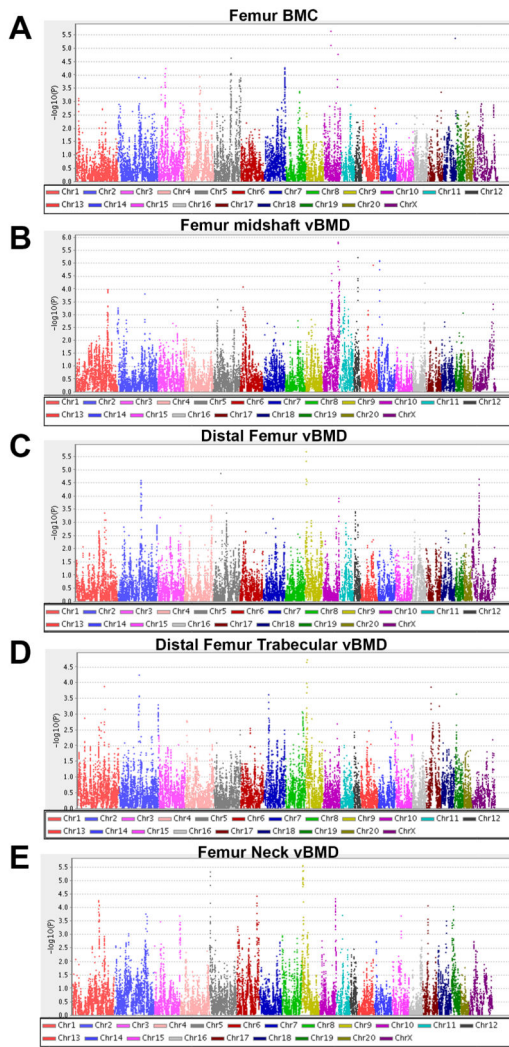 A
Femur BMC
5.5
5.0
4.5
4.0
3.5
3.0
2.5
2.0
1.5
1.0
0.5
0.0
-log10(P)
Chr1 Chr2 Chr3 Chr4 Chr5 Chr6 Chr7 Chr8 Chr9 Chr10 Chr11 Chr12
Chr13 Chr14 Chr15 Chr16 Chr17 Chr18 Chr19 Chr20 ChrX
B
Femur midshaft vBMD
6.0
5.5
5.0
4.5
4.0
3.5
3.0
2.5
2.0
1.5
1.0
0.5
0.0
-log10(P)
Chr1 Chr2 Chr3 Chr4 Chr5 Chr6 Chr7 Chr8 Chr9 Chr10 Chr11 Chr12
Chr13 Chr14 Chr15 Chr16 Chr17 Chr18 Chr19 Chr20 ChrX
C
Distal Femur vBMD
5.5
5.0
4.5
4.0
3.5
3.0
2.5
2.0
1.5
1.0
0.5
0.0
-log10(P)
Chr1 Chr2 Chr3 Chr4 Chr5 Chr6 Chr7 Chr8 Chr9 Chr10 Chr11 Chr12
Chr13 Chr14 Chr15 Chr16 Chr17 Chr18 Chr19 Chr20 ChrX
D
Distal Femur Trabecular vBMD
4.5
4.0
3.5
3.0
2.5
2.0
1.5
1.0
0.5
0.0
-log10(P)
Chr1 Chr2 Chr3 Chr4 Chr5 Chr6 Chr7 Chr8 Chr9 Chr10 Chr11 Chr12
Chr13 Chr14 Chr15 Chr16 Chr17 Chr18 Chr19 Chr20 ChrX
E
Femur Neck vBMD
5.5
5.0
4.5
4.0
3.5
3.0
2.5
2.0
1.5
1.0
0.5
0.0
-log10(P)
Chr1 Chr2 Chr3 Chr4 Chr5 Chr6 Chr7 Chr8 Chr9 Chr10 Chr11 Chr12
Chr13 Chr14 Chr15 Chr16 Chr17 Chr18 Chr19 Chr20 ChrX